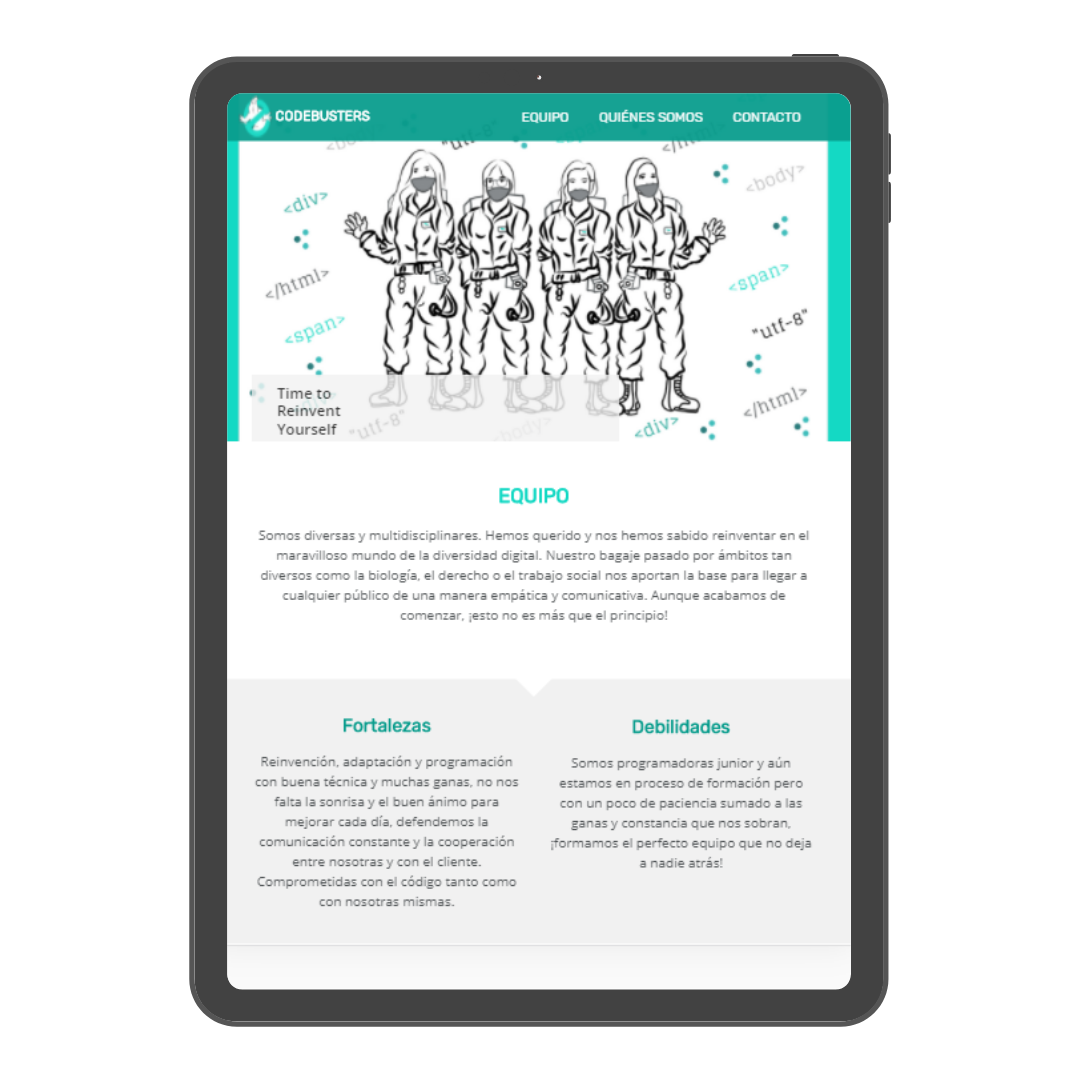 CODEBUSTERS EQUIPO QUIÉNES SOMOS CONTACTO
<body> "utf-8" </html>
<div> <body>
</html> <span>
<span> "utf-8"
</html>
Time to
Reinvent
Yourself
"utf-8" <body> <div>
EQUIPO
Somos diversas y multidisciplinares. Hemos querido y nos hemos sabido reinventar en el
maravilloso mundo de la diversidad digital. Nuestro bagaje pasado por ámbitos tan
diversos como la biología, el derecho o el trabajo social nos aportan la base para llegar a
cualquier público de una manera empática y comunicativa. Aunque acabamos de
comenzar, ¡esto no es más que el principio!
Fortalezas
Reinvención, adaptación y programación
con buena técnica y muchas ganas, no nos
falta la sonrisa y el buen ánimo para
mejorar cada día, defendemos la
comunicación constante y la cooperación
entre nosotras y con el cliente.
Comprometidas con el código tanto como
con nosotras mismas.
Debilidades
Somos programadoras junior y aún
estamos en proceso de formación pero
con un poco de paciencia sumado a las
ganas y constancia que nos sobran,
¡formamos el perfecto equipo que no deja
a nadie atrás!